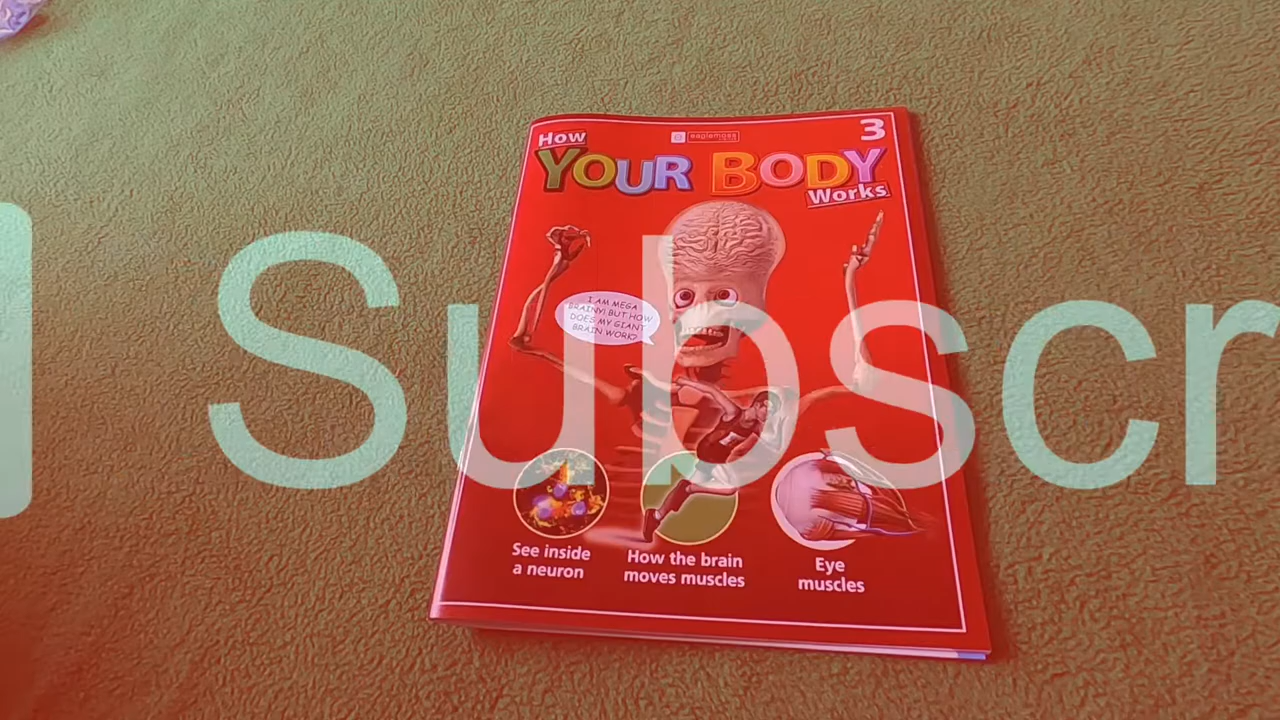 How
eaglemoss
3
YOUR BODY
Works
I AM MEGA
BRAINY! BUT HOW
DOES MY GIANT
BRAIN WORK?
Subscr
See inside
a neuron
How the brain
moves muscles
Eye
muscles